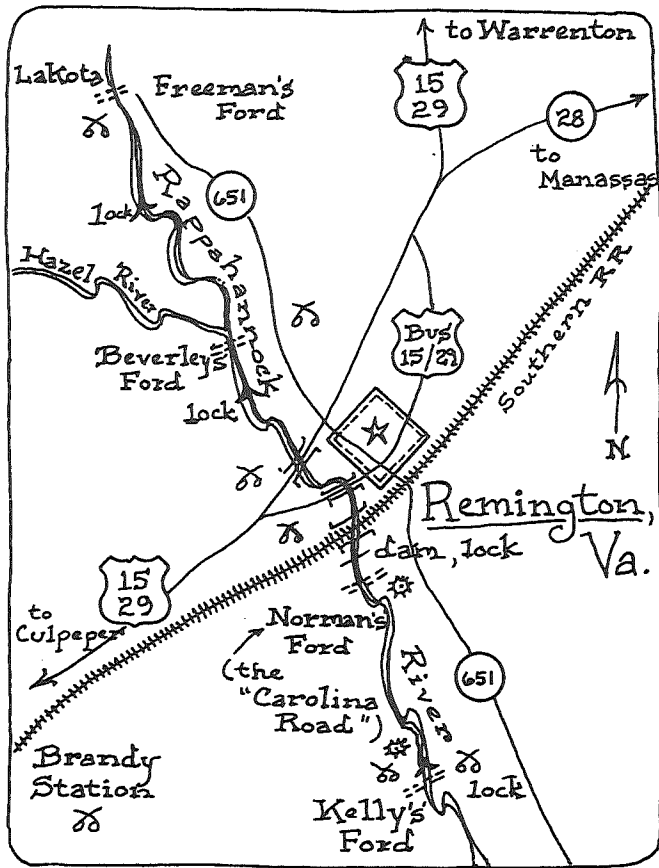 to Warrenton
15
29
Lakota
Freeman's
Ford
28
to
Manassas
651
Rappahannock
lock
Hazel River
Bus
15/29
Southern RR
Beverley's
Ford
lock
N
Remington,
Va.
dam, lock
15
29
to
Culpeper
Norman's
Ford
(the
"Carolina
Road")
River
651
Brandy
Station
lock
Kelly's
Ford